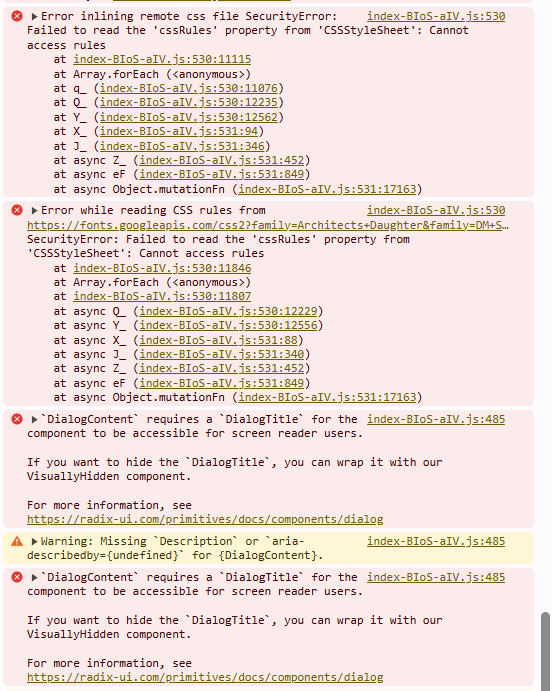 Error inlining remote css file SecurityError: index-BIoS-aIV.js:530
Failed to read the 'cssRules' property from 'CSSStyleSheet': Cannot
access rules
at index-BIoS-aIV.js:530:11115
at Array.forEach (<anonymous>)
at q_ (index-BIoS-aIV.js:530:11076)
at Q_ (index-BIoS-aIV.js:530:12235)
at Y_ (index-BIoS-aIV.js:530:12562)
at X_ (index-BIoS-aIV.js:531:94)
at J_ (index-BIoS-aIV.js:531:346)
at async Z_ (index-BIoS-aIV.js:531:452)
at async eF (index-BIoS-aIV.js:531:849)
at async Object.mutationFn (index-BIoS-aIV.js:531:17163)
Error while reading CSS rules from index-BIoS-aIV.js:530
https://fonts.googleapis.com/css2?family=Architects+Daughter&family=DM+S…
SecurityError: Failed to read the 'cssRules' property from
'CSSStyleSheet': Cannot access rules
at index-BIoS-aIV.js:530:11846
at Array.forEach (<anonymous>)
at index-BIoS-aIV.js:530:11807
at async Q_ (index-BIoS-aIV.js:530:12229)
at async Y_ (index-BIoS-aIV.js:530:12556)
at async X_ (index-BIoS-aIV.js:531:88)
at async J_ (index-BIoS-aIV.js:531:340)
at async Z_ (index-BIoS-aIV.js:531:452)
at async eF (index-BIoS-aIV.js:531:849)
at async Object.mutationFn (index-BIoS-aIV.js:531:17163)
`DialogContent` requires a `DialogTitle` for the index-BIoS-aIV.js:485
component to be accessible for screen reader users.
If you want to hide the `DialogTitle`, you can wrap it with our
VisuallyHidden component.
For more information, see
https://radix-ui.com/primitives/docs/components/dialog
Warning: Missing `Description` or `aria- index-BIoS-aIV.js:485
describedby={undefined}` for {DialogContent}.
`DialogContent` requires a `DialogTitle` for the index-BIoS-aIV.js:485
component to be accessible for screen reader users.
If you want to hide the `DialogTitle`, you can wrap it with our
VisuallyHidden component.
For more information, see
https://radix-ui.com/primitives/docs/components/dialog